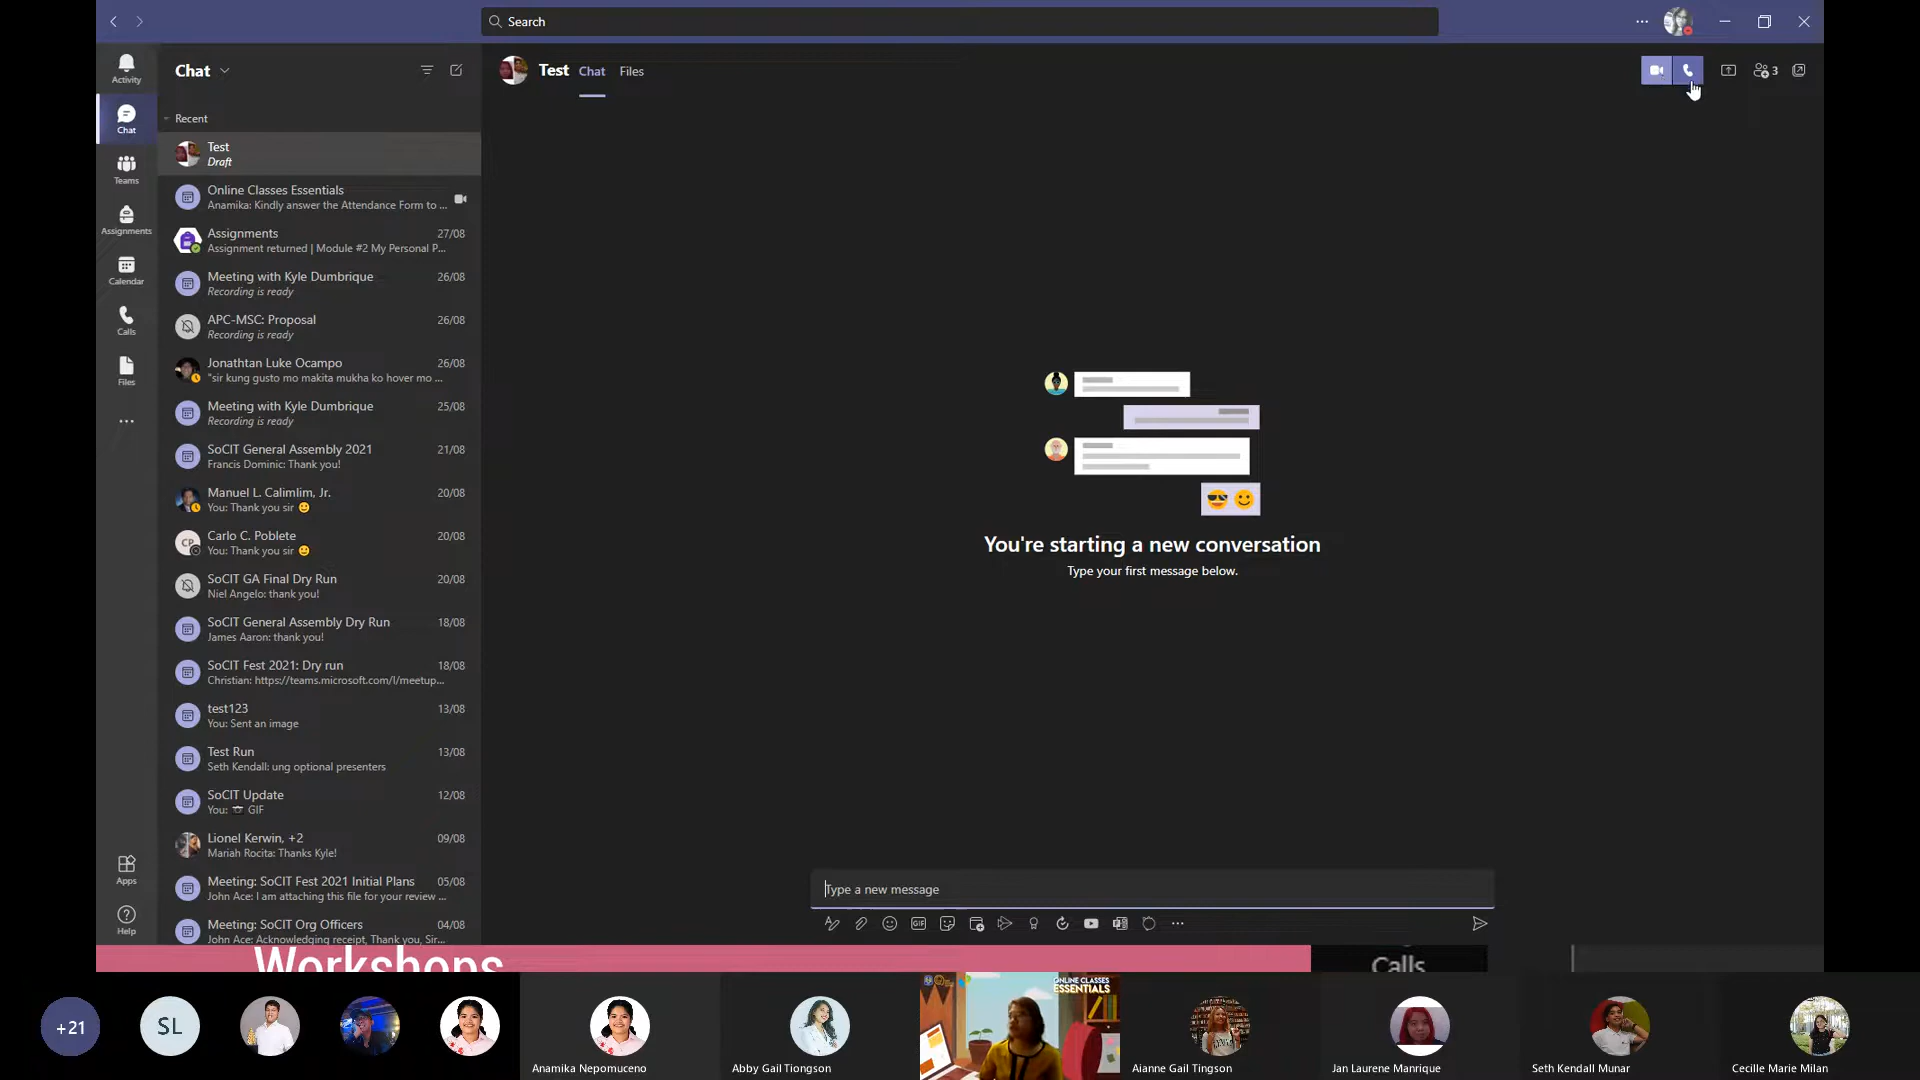 Search
Activity
Chat
Teams
Assignments
Calendar
Calls
Files
Apps
Help
Chat
Recent
Test
Draft
Online Classes Essentials
Anamika: Kindly answer the Attendance Form to ...
Assignments 27/08
Assignment returned | Module #2 My Personal P...
Meeting with Kyle Dumbrique 26/08
Recording is ready
APC-MSC: Proposal 26/08
Recording is ready
Jonathtan Luke Ocampo 26/08
"sir kung gusto mo makita mukha ko hover mo ...
Meeting with Kyle Dumbrique 25/08
Recording is ready
SoCIT General Assembly 2021 21/08
Francis Dominic: Thank you!
Manuel L. Calimlim, Jr. 20/08
You: Thank you sir 🙂
CP
Carlo C. Poblete 20/08
You: Thank you sir 🙂
SoCIT GA Final Dry Run 20/08
Niel Angelo: thank you!
SoCIT General Assembly Dry Run 18/08
James Aaron: thank you!
SoCIT Fest 2021: Dry run 18/08
Christian: https://teams.microsoft.com/l/meetup...
test123 13/08
You: Sent an image
Test Run 13/08
Seth Kendall: ung optional presenters
SoCIT Update 12/08
You: GIF
Lionel Kerwin, +2 09/08
Mariah Rocita: Thanks Kyle!
Meeting: SoCIT Fest 2021 Initial Plans 05/08
John Ace: I am attaching this file for your review ...
Meeting: SoCIT Org Officers 04/08
John Ace: Acknowledging receipt, Thank you, Sir...
Test Chat Files
3
You're starting a new conversation
Type your first message below.
Type a new message
GIF
Workshops
Calls
+21
SL
Anamika Nepomuceno
Abby Gail Tiongson
ONLINE CLASSES
ESSENTIALS
Aianne Gail Tingson
Jan Laurene Manrique
Seth Kendall Munar
Cecille Marie Milan